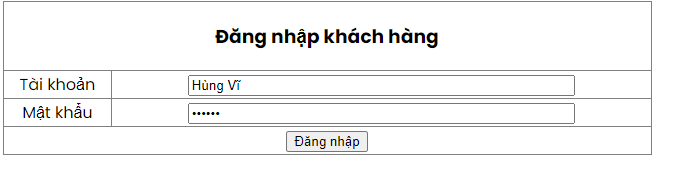 Đăng nhập khách hàng
Tài khoản Hùng Vĩ
Mật khẩu ••••••
Đăng nhập